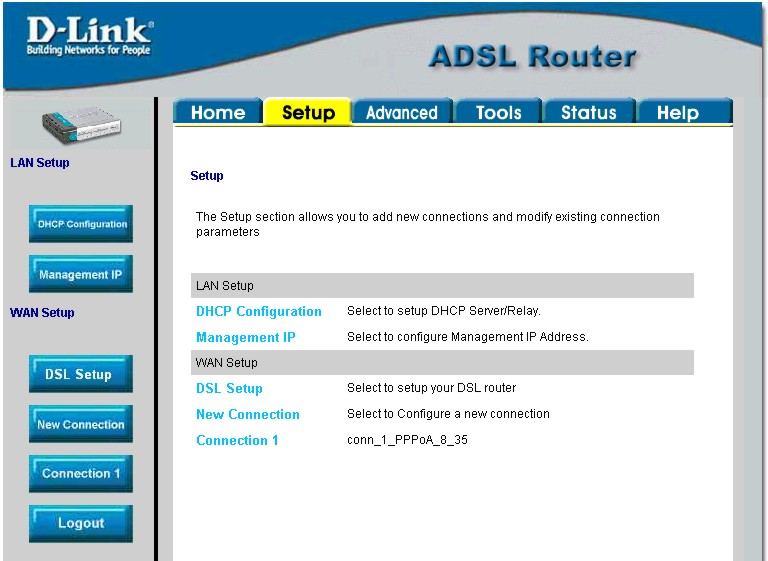 D-Link
Building Networks for People
ADSL Router
Home Setup Advanced Tools Status Help
LAN Setup
DHCP Configuration
Management IP
WAN Setup
DSL Setup
New Connection
Connection 1
Logout
Setup
The Setup section allows you to add new connections and modify existing connection
parameters
LAN Setup
DHCP Configuration Select to setup DHCP Server/Relay.
Management IP Select to configure Management IP Address.
WAN Setup
DSL Setup Select to setup your DSL router
New Connection Select to Configure a new connection
Connection 1 conn_1_PPPoA_8_35